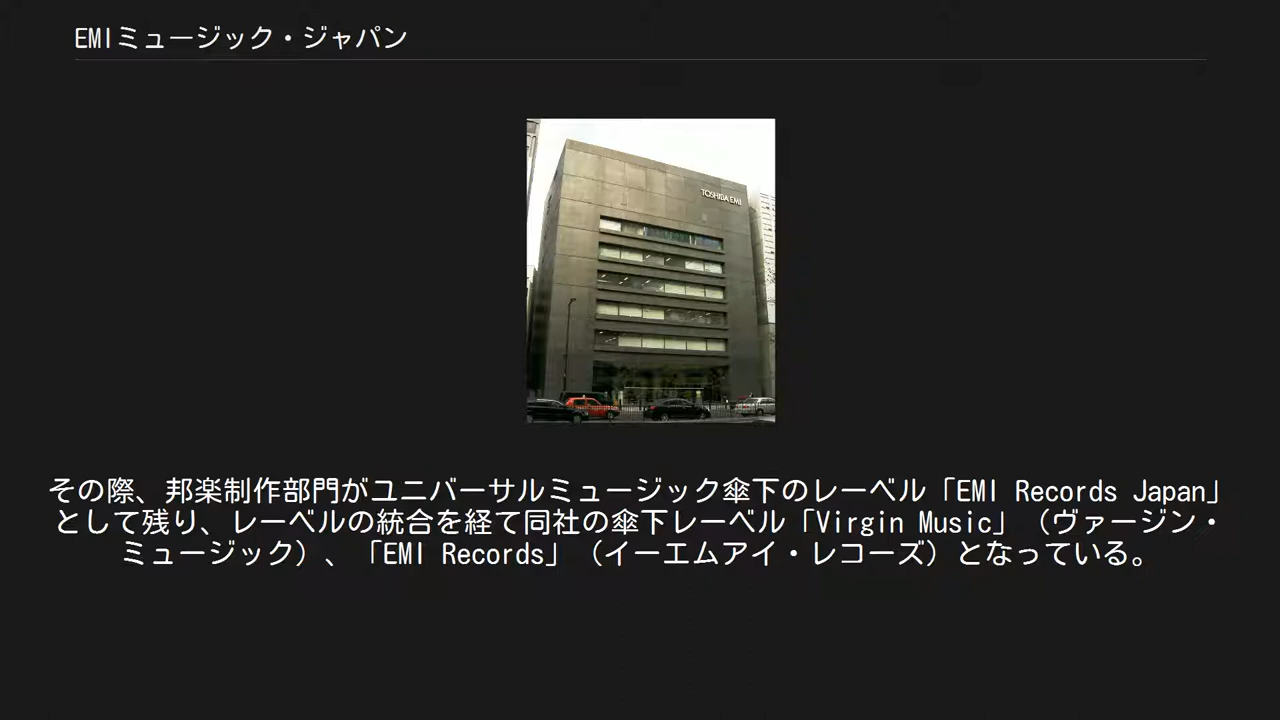 EMIミュージック・ジャパン
TOSHIBA EMI
その際、邦楽制作部門がユニバーサルミュージック傘下のレーベル「EMI Records Japan」
として残り、レーベルの統合を経て同社の傘下レーベル「Virgin Music」（ヴァージン・
ミュージック）、「EMI Records」（イーエムアイ・レコーズ）となっている。